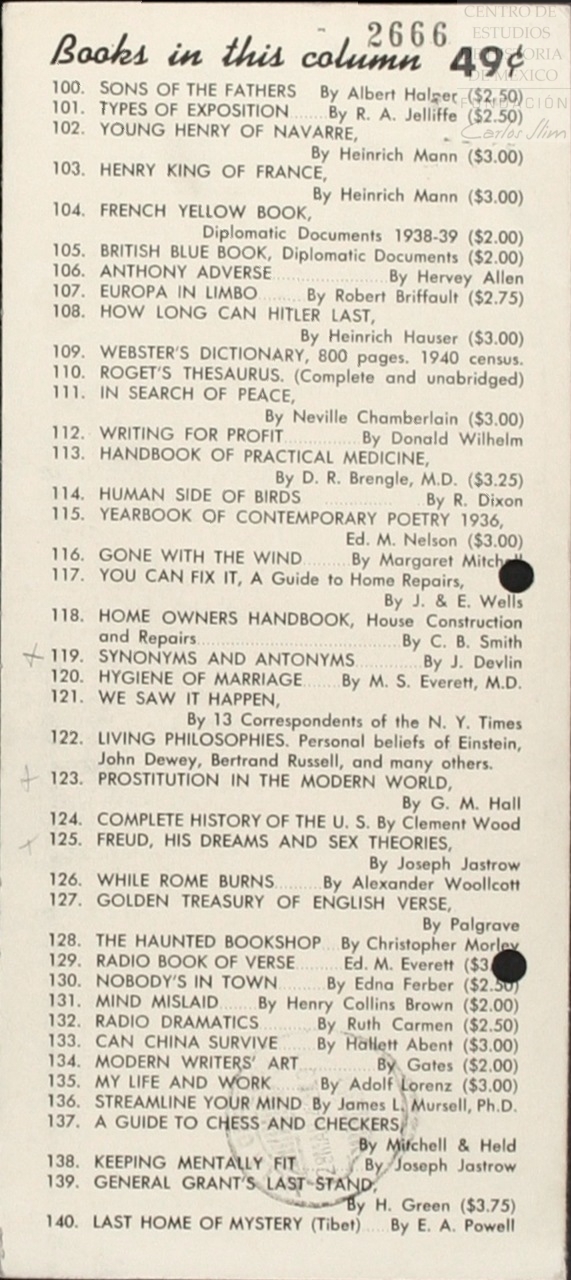 2666
CENTRO DE
ESTUDIOS
DE HISTORIA
DE MEXICO
FUNDACIÓN
Carlos Slim
Books in this column 49¢
100. SONS OF THE FATHERS By Albert Halper ($2.50)
101. TYPES OF EXPOSITION......By R. A. Jelliffe ($2.50)
102. YOUNG HENRY OF NAVARRE,
By Heinrich Mann ($3.00)
103. HENRY KING OF FRANCE,
By Heinrich Mann ($3.00)
104. FRENCH YELLOW BOOK,
Diplomatic Documents 1938-39 ($2.00)
105. BRITISH BLUE BOOK, Diplomatic Documents ($2.00)
106. ANTHONY ADVERSE....................By Hervey Allen
107. EUROPA IN LIMBO.......By Robert Briffault ($2.75)
108. HOW LONG CAN HITLER LAST,
By Heinrich Hauser ($3.00)
109. WEBSTER'S DICTIONARY, 800 pages. 1940 census.
110. ROGET'S THESAURUS. (Complete and unabridged)
111. IN SEARCH OF PEACE,
By Neville Chamberlain ($3.00)
112. WRITING FOR PROFIT..............By Donald Wilhelm
113. HANDBOOK OF PRACTICAL MEDICINE,
By D. R. Brengle, M.D. ($3.25)
114. HUMAN SIDE OF BIRDS ....................By R. Dixon
115. YEARBOOK OF CONTEMPORARY POETRY 1936,
Ed. M. Nelson ($3.00)
116. GONE WITH THE WIND.........By Margaret
117. YOU CAN FIX IT, A Guide to Home Repairs,
By J. & E. Wells
118. HOME OWNERS HANDBOOK, House Construction
and Repairs...................................By C. B. Smith
119. SYNONYMS AND ANTONYMS............By J. Devlin
120. HYGIENE OF MARRIAGE......By M. S. Everett, M.D.
121. WE SAW IT HAPPEN,
By 13 Correspondents of the N. Y. Times
122. LIVING PHILOSOPHIES. Personal beliefs of Einstein,
John Dewey, Bertrand Russell, and many others.
123. PROSTITUTION IN THE MODERN WORLD,
By G. M. Hall
124. COMPLETE HISTORY OF THE U. S. By Clement Wood
125. FREUD, HIS DREAMS AND SEX THEORIES,
By Joseph Jastrow
126. WHILE ROME BURNS.........By Alexander Woollcott
127. GOLDEN TREASURY OF ENGLISH VERSE,
By Palgrave
128. THE HAUNTED BOOKSHOP...By Christopher Morley
129. RADIO BOOK OF VERSE.........Ed. M. Everett ($3
130. NOBODY'S IN TOWN.........By Edna Ferber ($2.50)
131. MIND MISLAID......By Henry Collins Brown ($2.00)
132. RADIO DRAMATICS...........By Ruth Carmen ($2.50)
133. CAN CHINA SURVIVE......By Hallett Abent ($3.00)
134. MODERN WRITERS' ART...............By Gates ($2.00)
135. MY LIFE AND WORK.........By Adolf Lorenz ($3.00)
136. STREAMLINE YOUR MIND By James L. Mursell, Ph.D.
137. A GUIDE TO CHESS AND CHECKERS,
By Mitchell & Held
138. KEEPING MENTALLY FIT............By Joseph Jastrow
139. GENERAL GRANT'S LAST STAND,
By H. Green ($3.75)
140. LAST HOME OF MYSTERY (Tibet).....By E. A. Powell